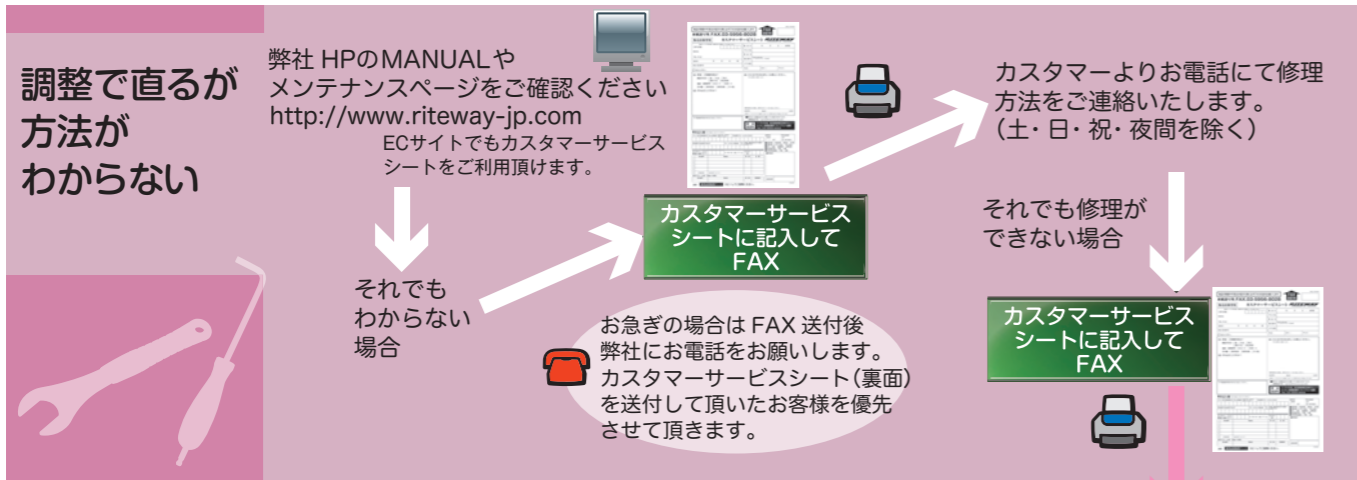 調整で直るが
方法が
わからない
弊社 HPのMANUALや
メンテナンスページをご確認ください
http://www.riteway-jp.com
ECサイトでもカスタマーサービス
シートをご利用頂けます。
それでも
わからない
場合
カスタマーサービス
シートに記入して
FAX
お急ぎの場合は FAX 送付後
弊社にお電話をお願いします。
カスタマーサービスシート(裏面)
を送付して頂いたお客様を優先
させて頂きます。
カスタマーよりお電話にて修理
方法をご連絡いたします。
(土・日・祝・夜間を除く)
それでも修理が
できない場合
カスタマーサービス
シートに記入して
FAX